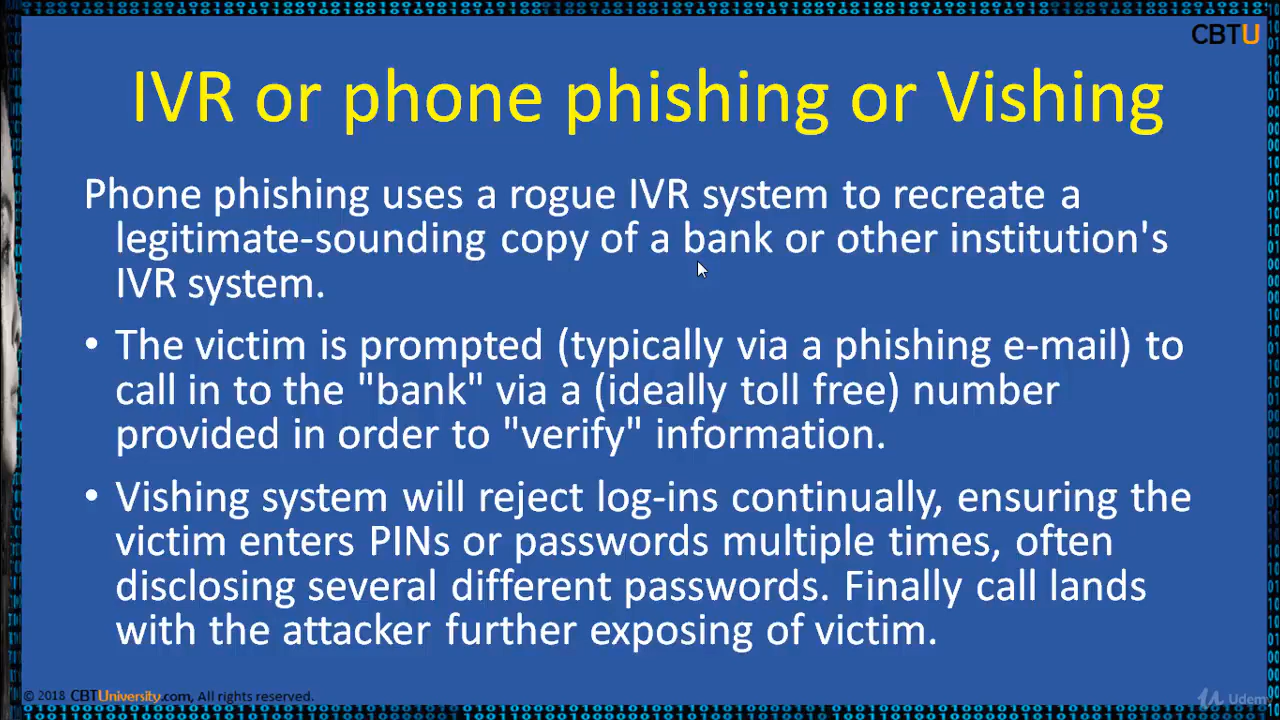 CBTU
IVR or phone phishing or Vishing
Phone phishing uses a rogue IVR system to recreate a
legitimate-sounding copy of a bank or other institution's
IVR system.
• The victim is prompted (typically via a phishing e-mail) to
call in to the "bank" via a (ideally toll free) number
provided in order to "verify" information.
• Vishing system will reject log-ins continually, ensuring the
victim enters PINs or passwords multiple times, often
disclosing several different passwords. Finally call lands
with the attacker further exposing of victim.
© 2018 CBTUniversity.com, All rights reserved.
Udemy